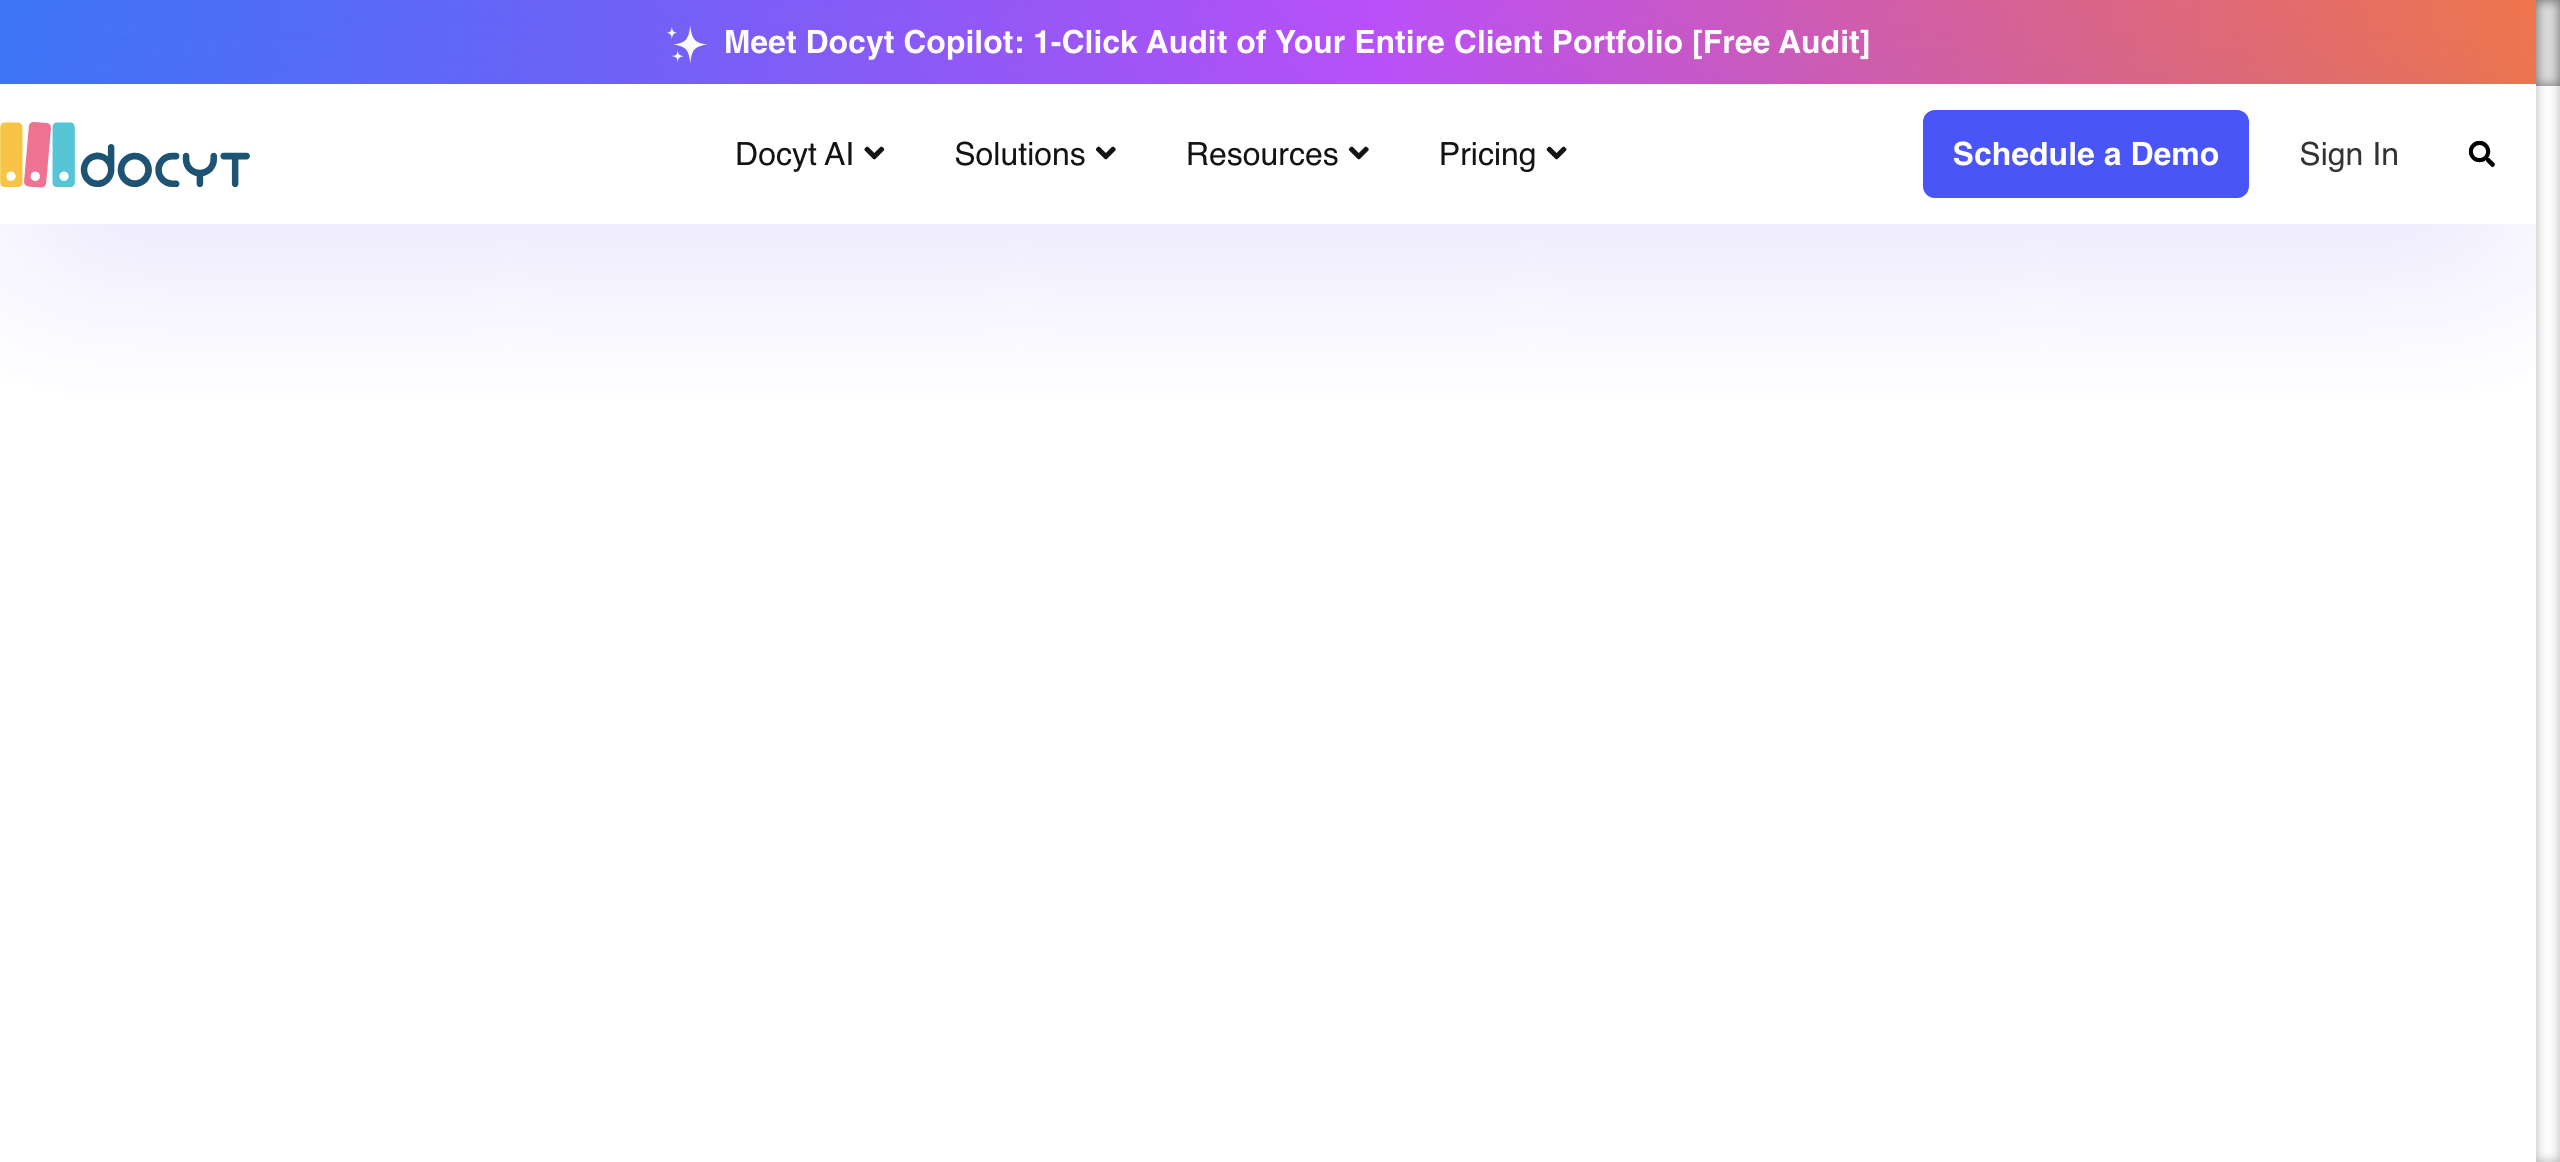 Meet Docyt Copilot: 1-Click Audit of Your Entire Client Portfolio [Free Audit]
docyt
Docyt AI
Solutions
Resources
Pricing
Schedule a Demo
Sign In